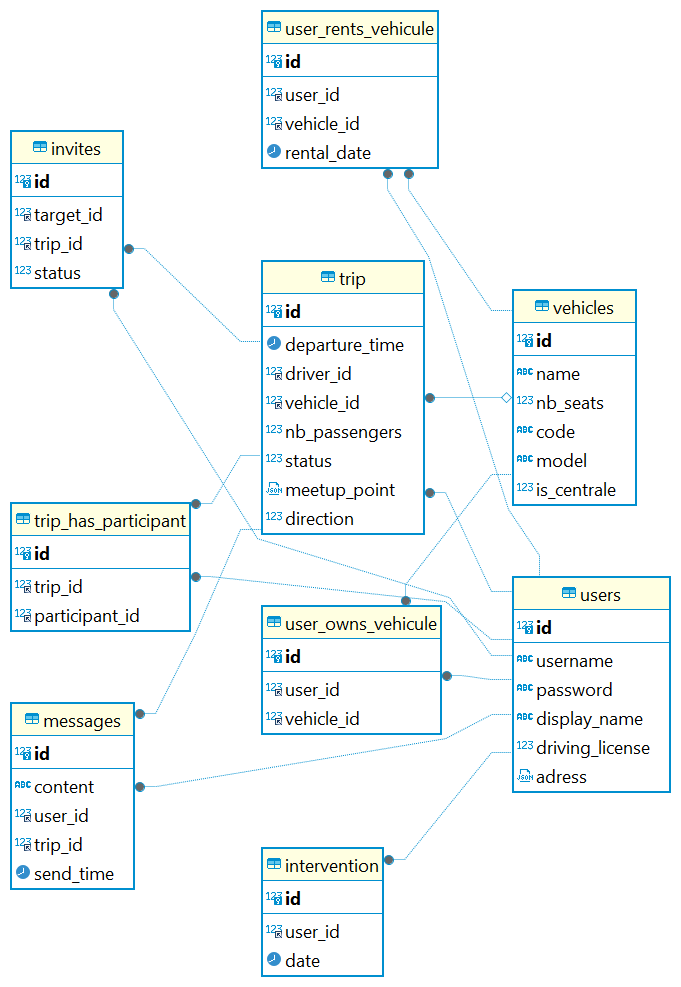 user_rents_vehicule
id
user_id
vehicle_id
rental_date
invites
id
target_id
trip_id
status
trip
id
departure_time
driver_id
vehicle_id
nb_passengers
status
meetup_point
direction
vehicles
id
name
nb_seats
code
model
is_centrale
trip_has_participant
id
trip_id
participant_id
user_owns_vehicule
id
user_id
vehicle_id
users
id
username
password
display_name
driving_license
adress
messages
id
content
user_id
trip_id
send_time
intervention
id
user_id
date